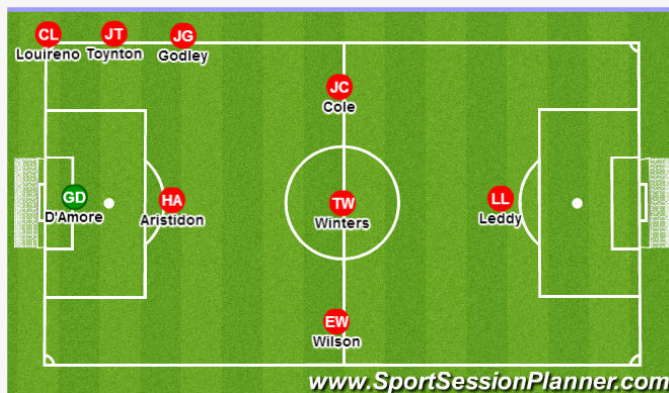 CL
Louireno
JT
Toynton
JG
Godley
JC
Cole
GD
D'Amore
HA
Aristidon
TW
Winters
LL
Leddy
EW
Wilson
www.SportSessionPlanner.com